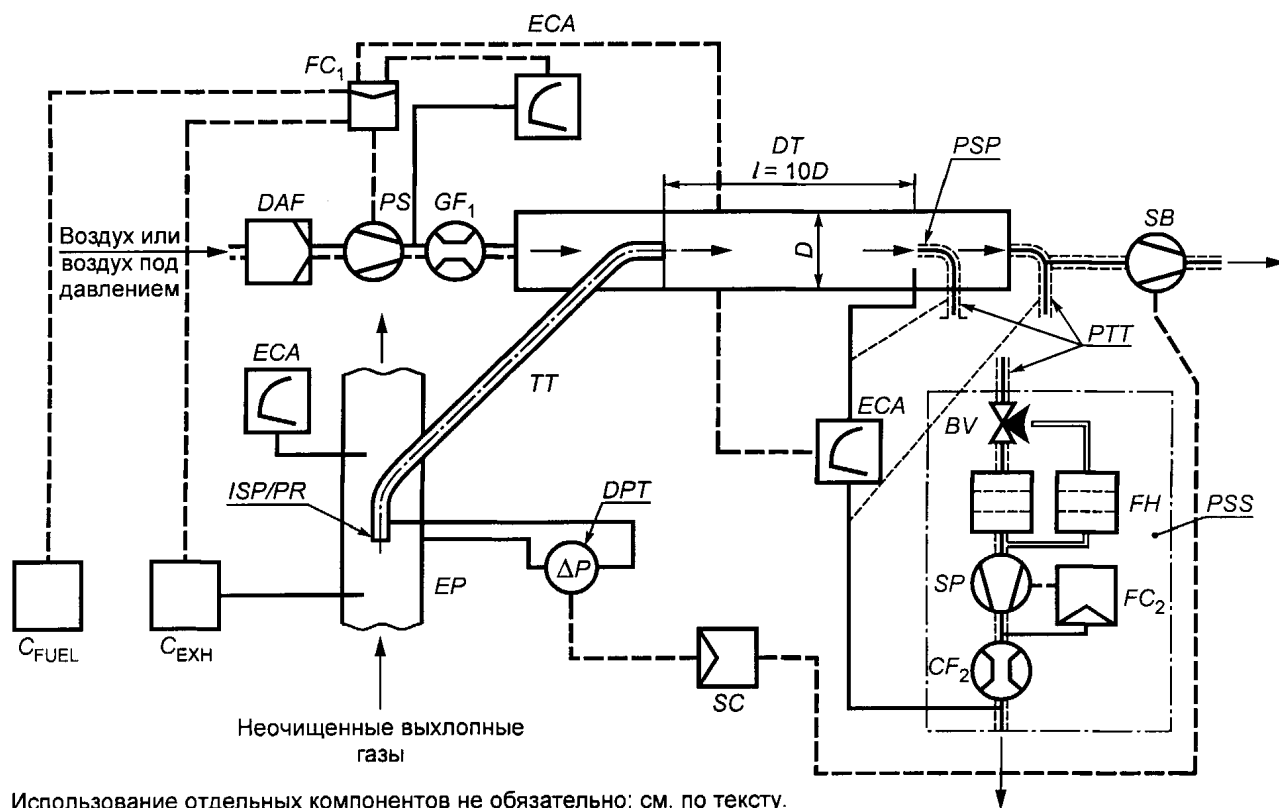 ECA
FC₁
DT
l = 10D
PSP
DAF
PS
GF₁
SB
Воздух или
воздух под
давлением
D
ECA
TT
PTT
ECA
BV
ISP/PR
DPT
FH
PSS
ΔP
EP
SP
FC₂
C_FUEL
C_EXH
SC
CF₂
Неочищенные выхлопные
газы
Использование отдельных компонентов не обязательно: см. по тексту.